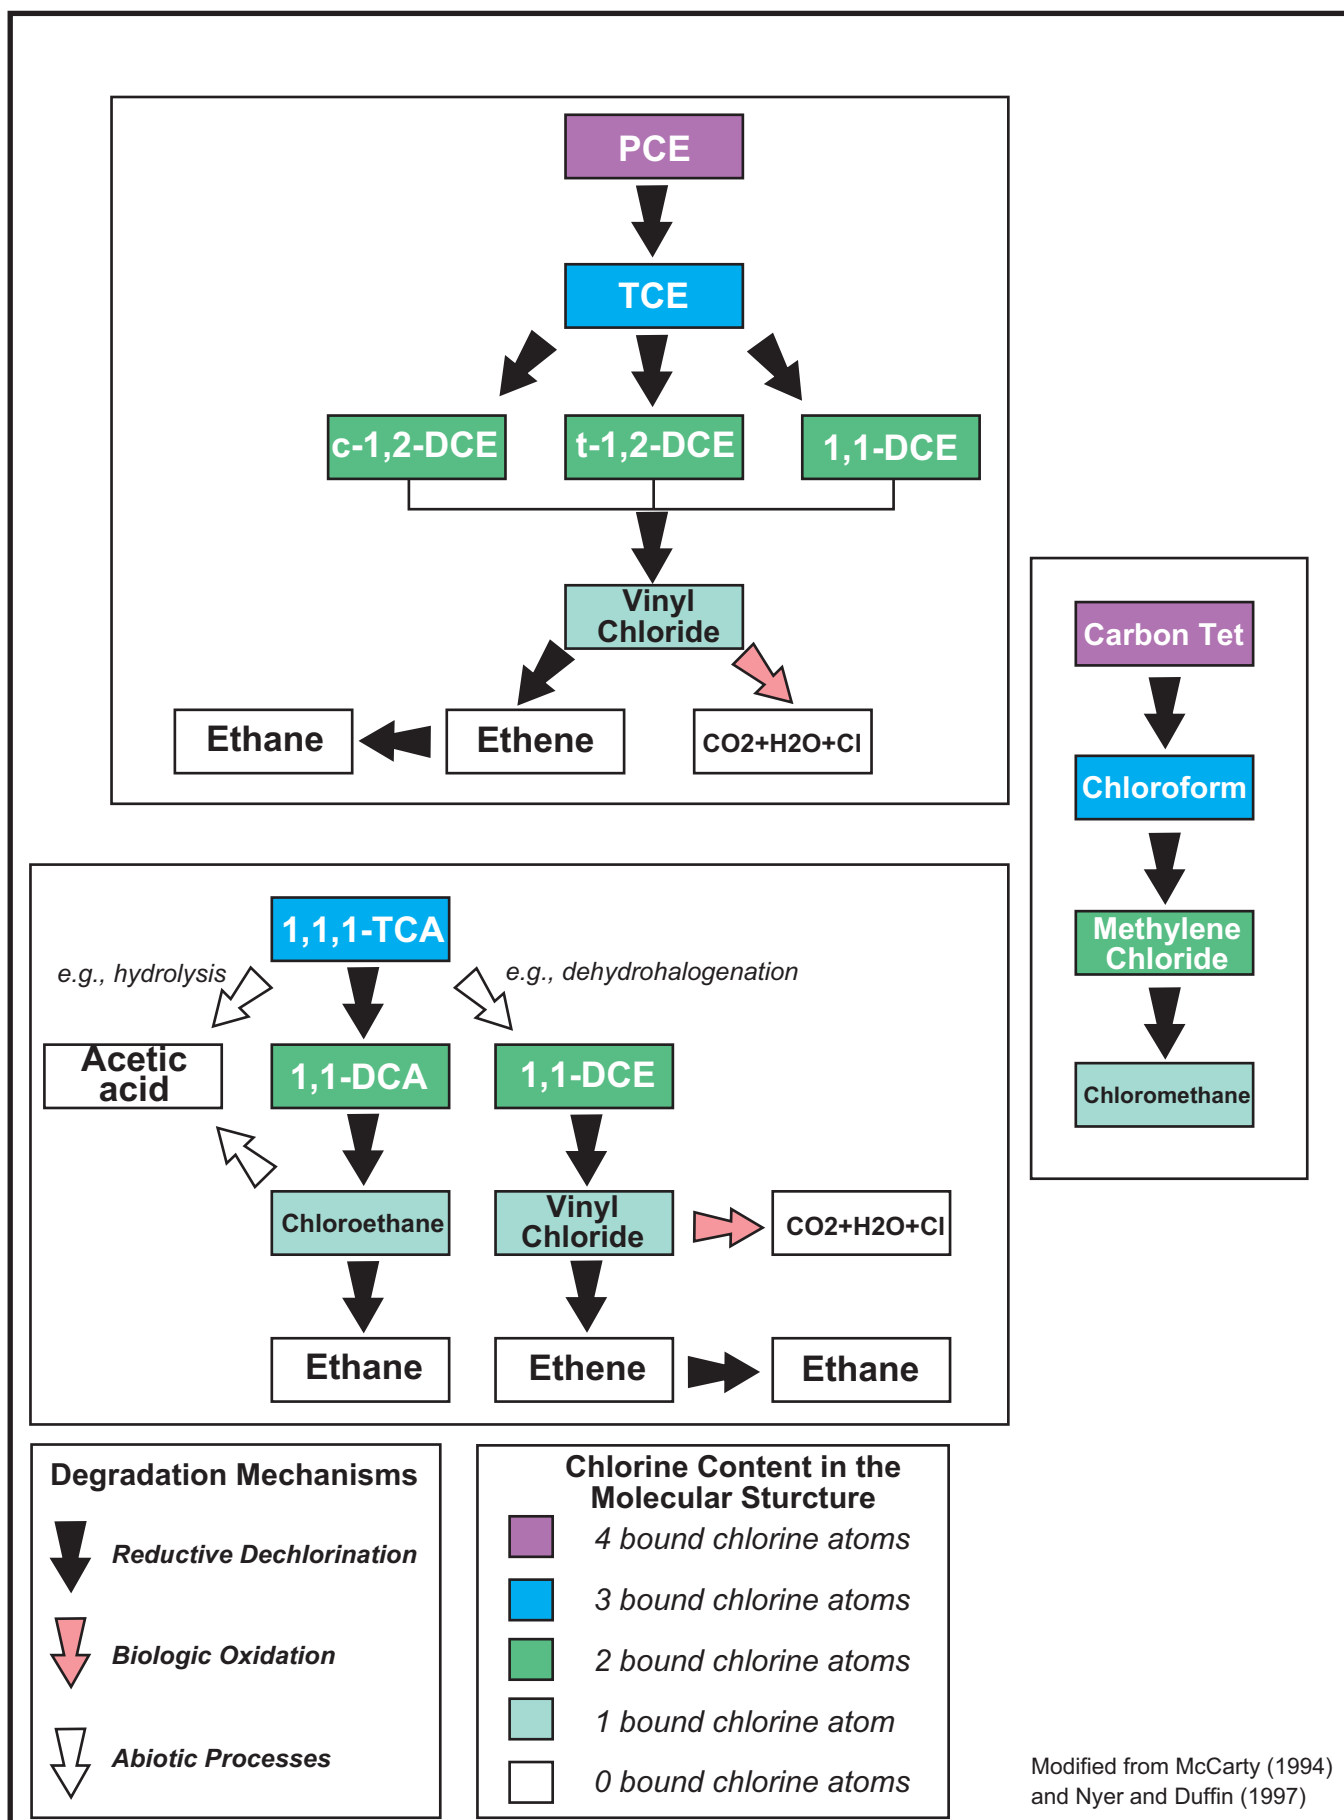 PCE
TCE
c-1,2-DCE
t-1,2-DCE
1,1-DCE
Vinyl
Chloride
Ethane
Ethene
CO2+H2O+Cl
Carbon Tet
Chloroform
Methylene
Chloride
Chloromethane
1,1,1-TCA
e.g., hydrolysis
e.g., dehydrohalogenation
Acetic
acid
1,1-DCA
1,1-DCE
Chloroethane
Vinyl
Chloride
CO2+H2O+Cl
Ethane
Ethene
Ethane
Degradation Mechanisms
Reductive Dechlorination
Biologic Oxidation
Abiotic Processes
Chlorine Content in the
Molecular Sturcture
4 bound chlorine atoms
3 bound chlorine atoms
2 bound chlorine atoms
1 bound chlorine atom
0 bound chlorine atoms
Modified from McCarty (1994)
and Nyer and Duffin (1997)